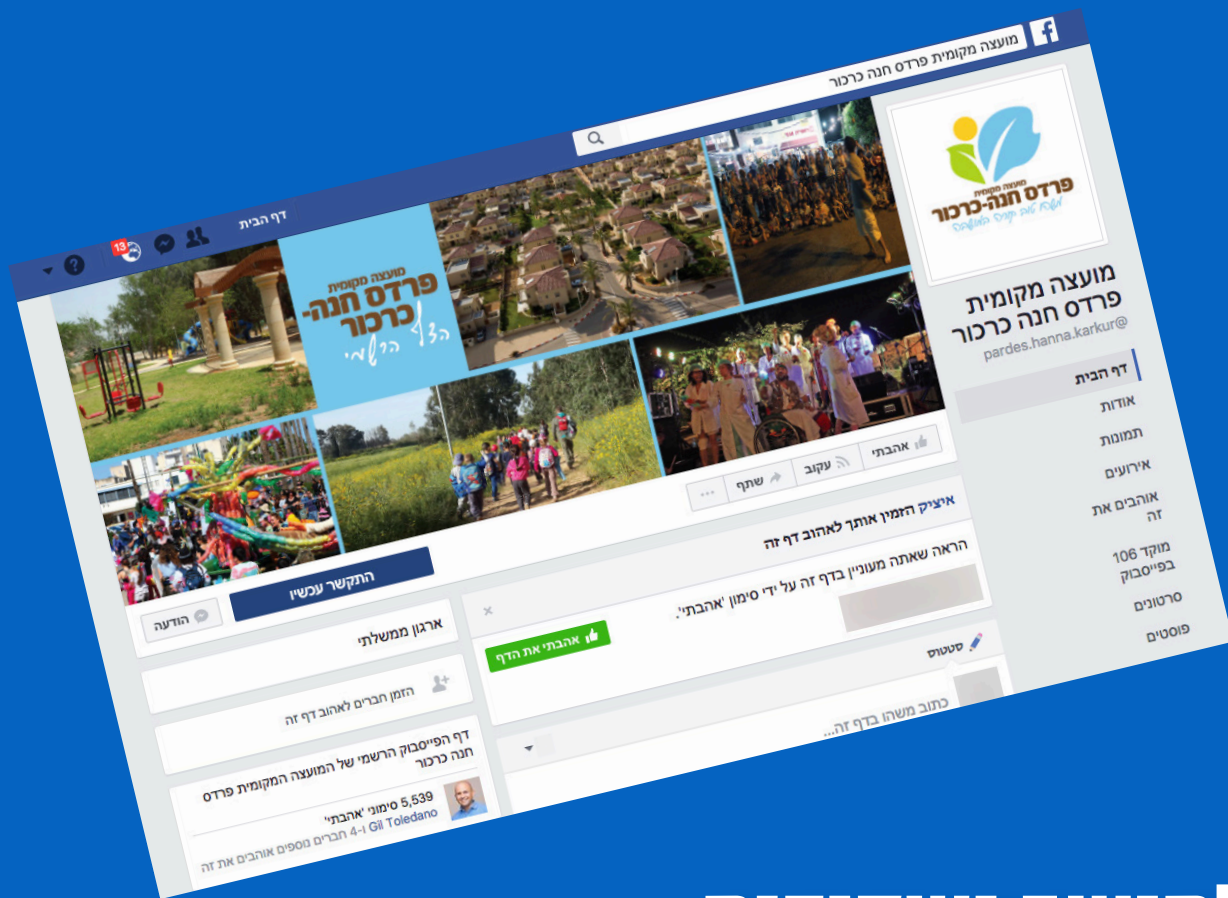 מועצה מקומית פרדס חנה כרכור
דף הבית
13
מועצה מקומית
פרדס חנה-כרכור
מועצה מקומית
פרדס חנה-
כרכור
הדף הרשמי
מועצה מקומית
פרדס חנה כרכור
@pardes.hanna.karkur
דף הבית
אודות
תמונות
אירועים
אוהבים את
זה
מוקד 106
בפייסבוק
סרטונים
פוסטים
אהבתי
עקוב
שתף
...
איציק הזמין אותך לאהוב דף זה
הראה שאתה מעוניין בדף זה על ידי סימון 'אהבתי'.
אהבתי את הדף
סטטוס
כתוב משהו בדף זה...
התקשר עכשיו
הודעה
ארגון ממשלתי
הזמן חברים לאהוב דף זה
דף הפייסבוק הרשמי של המועצה המקומית פרדס
חנה כרכור
5,539 סימוני 'אהבתי'
Gil Toledano ו-4 חברים נוספים אוהבים את זה